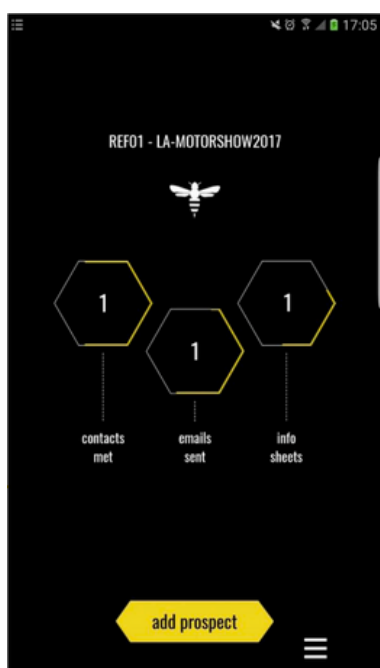 17:05
REF01 - LA-MOTORSHOW2017
1
1
1
contacts
met
emails
sent
info
sheets
add prospect